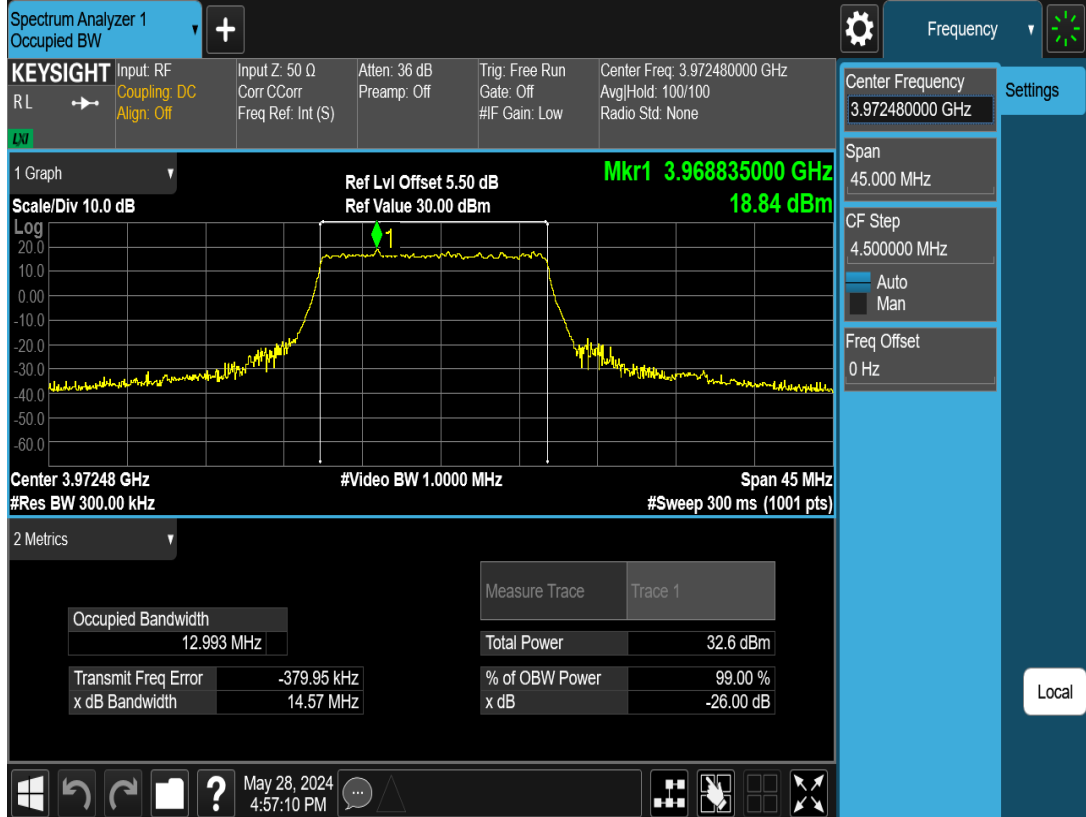 Spectrum Analyzer 1
Occupied BW
+
Frequency
KEYSIGHT
RL
LXI
Input: RF
Coupling: DC
Align: Off
Input Z: 50 Ω
Corr CCorr
Freq Ref: Int (S)
Atten: 36 dB
Preamp: Off
Trig: Free Run
Gate: Off
#IF Gain: Low
Center Freq: 3.972480000 GHz
Avg|Hold: 100/100
Radio Std: None
Center Frequency
3.972480000 GHz
Settings
Span
45.000 MHz
CF Step
4.500000 MHz
Auto
Man
Freq Offset
0 Hz
Local
1 Graph
Ref Lvl Offset 5.50 dB
Mkr1 3.968835000 GHz
Scale/Div 10.0 dB
Ref Value 30.00 dBm
18.84 dBm
Log
1
20.0
10.0
0.00
-10.0
-20.0
-30.0
-40.0
-50.0
-60.0
Center 3.97248 GHz
#Video BW 1.0000 MHz
Span 45 MHz
#Res BW 300.00 kHz
#Sweep 300 ms (1001 pts)
2 Metrics
Measure Trace
Trace 1
Occupied Bandwidth
12.993 MHz
Total Power
32.6 dBm
Transmit Freq Error
-379.95 kHz
% of OBW Power
99.00 %
x dB Bandwidth
14.57 MHz
x dB
-26.00 dB
?
May 28, 2024
4:57:10 PM